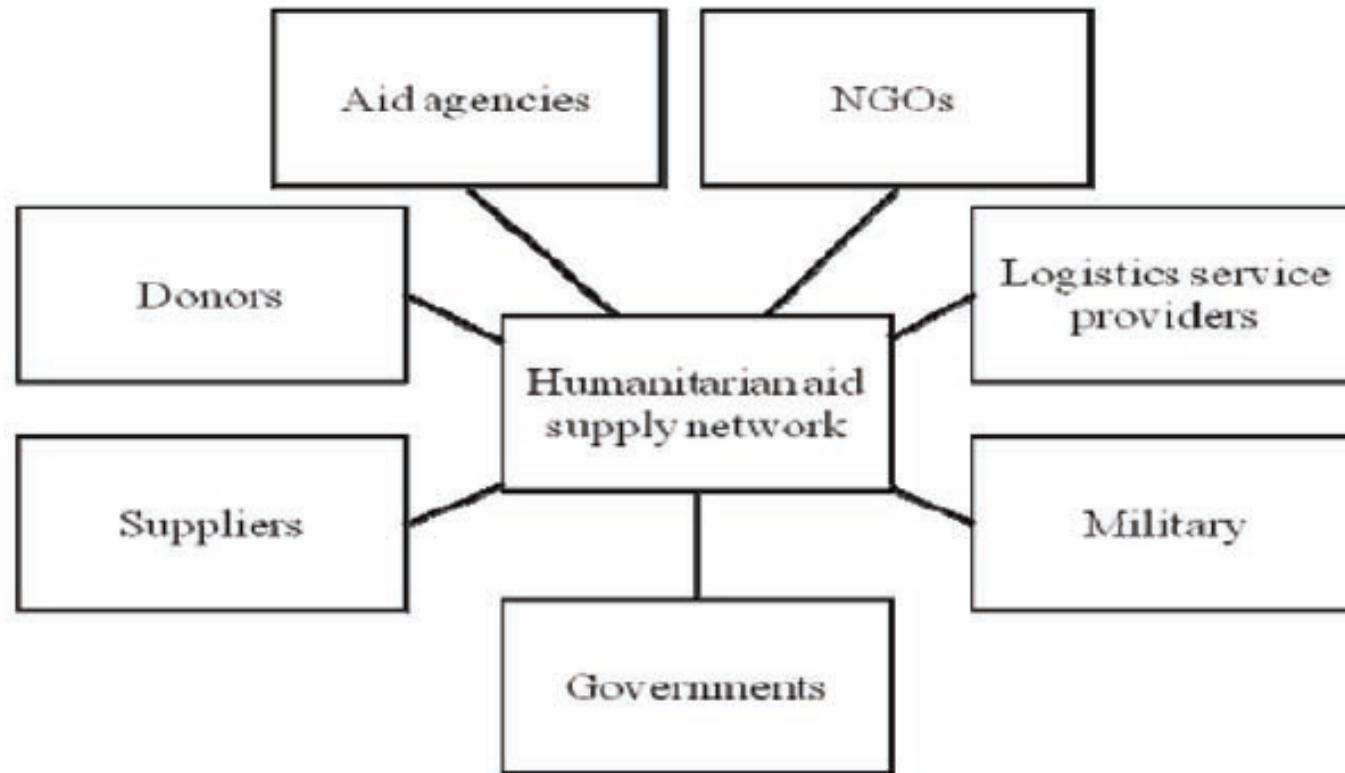 Aid agencies
NGOs
Donors
Logistics service
providers
Humanitarian aid
supply network
Suppliers
Military
Governments